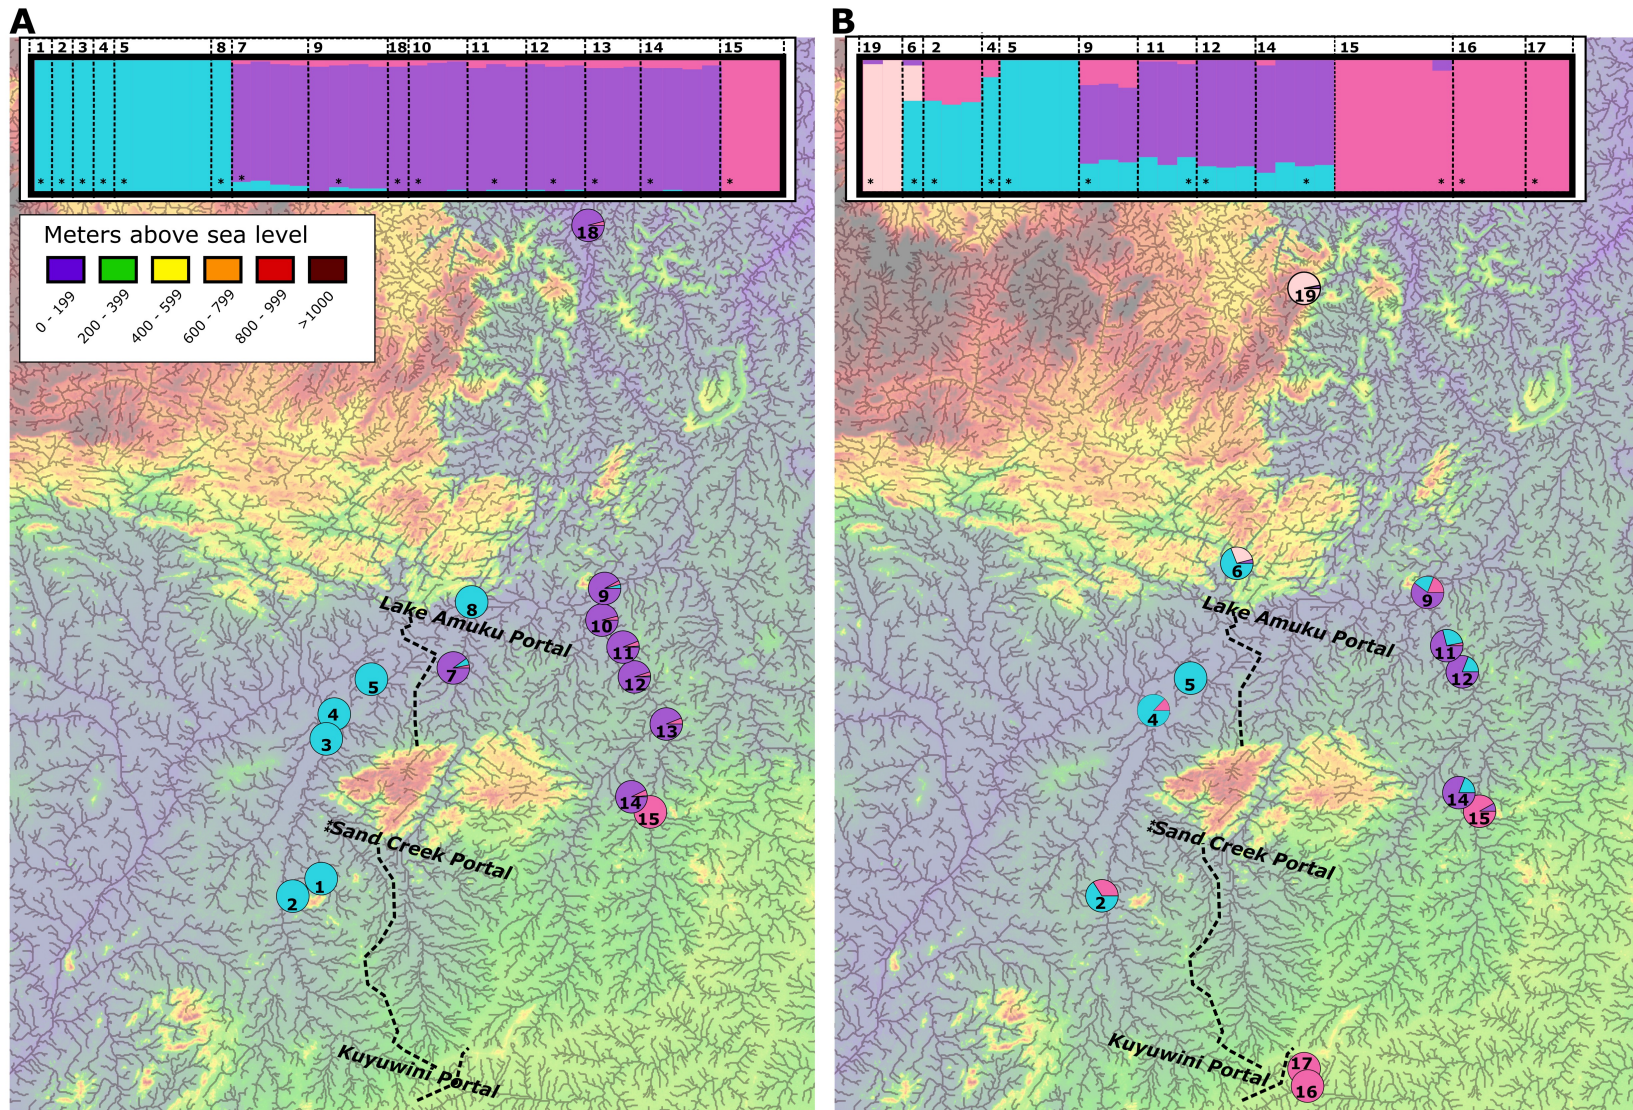 A
1 2 3 4 5 8 7 9 18 10 11 12 13 14 15
* * * * * * * * * * * * * * *
Meters above sea level
0 - 199
200 - 399
400 - 599
600 - 799
800 - 999
>1000
18
8
9
Lake Amuku Portal
10
11
7
12
5
4
3
13
14
15
**Sand Creek Portal
1
2
Kuyuwini Portal
B
19 6 2 4 5 9 11 12 14 15 16 17
* * * * * * * * * * * *
19
6
9
Lake Amuku Portal
11
12
5
4
14
15
**Sand Creek Portal
2
Kuyuwini Portal
17
16